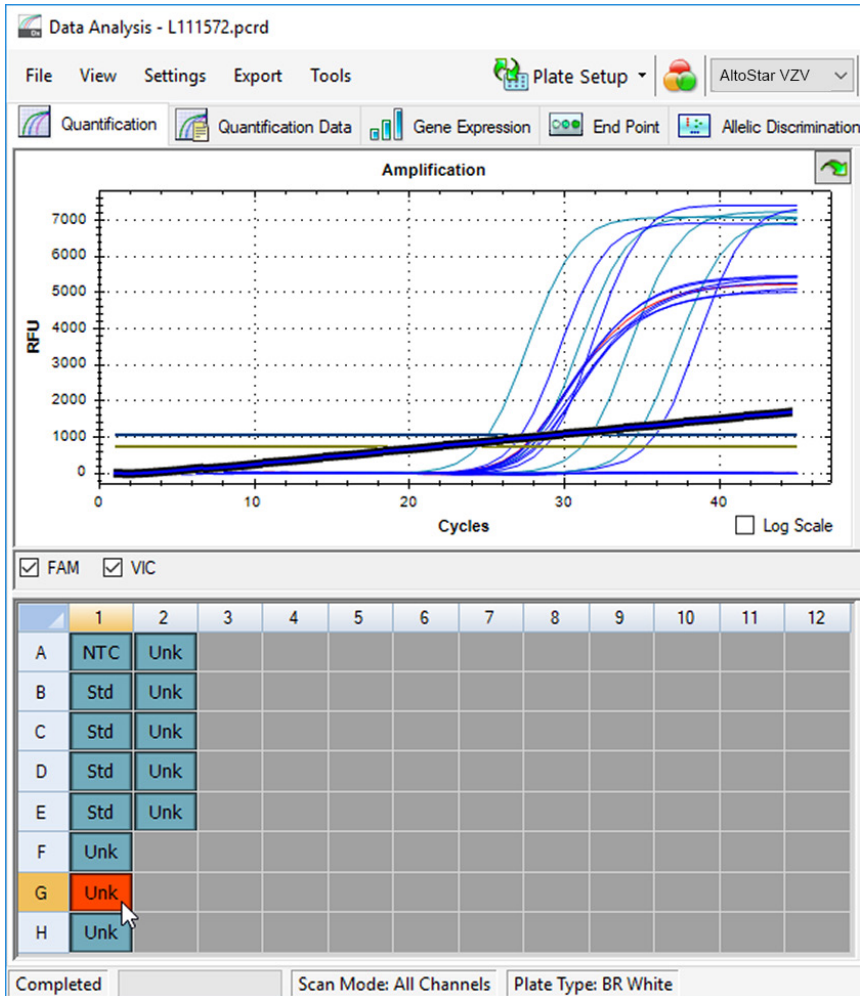 Data Analysis - L111572.pcrd
File View Settings Export Tools Plate Setup AltoStar VZV
Quantification Quantification Data Gene Expression End Point Allelic Discrimination
Amplification
7000
6000
5000
4000
3000
2000
1000
0
RFU
0 10 20 30 40
Cycles
Log Scale
FAM VIC
1 2 3 4 5 6 7 8 9 10 11 12
A NTC Unk
B Std Unk
C Std Unk
D Std Unk
E Std Unk
F Unk
G Unk
H Unk
Completed Scan Mode: All Channels Plate Type: BR White